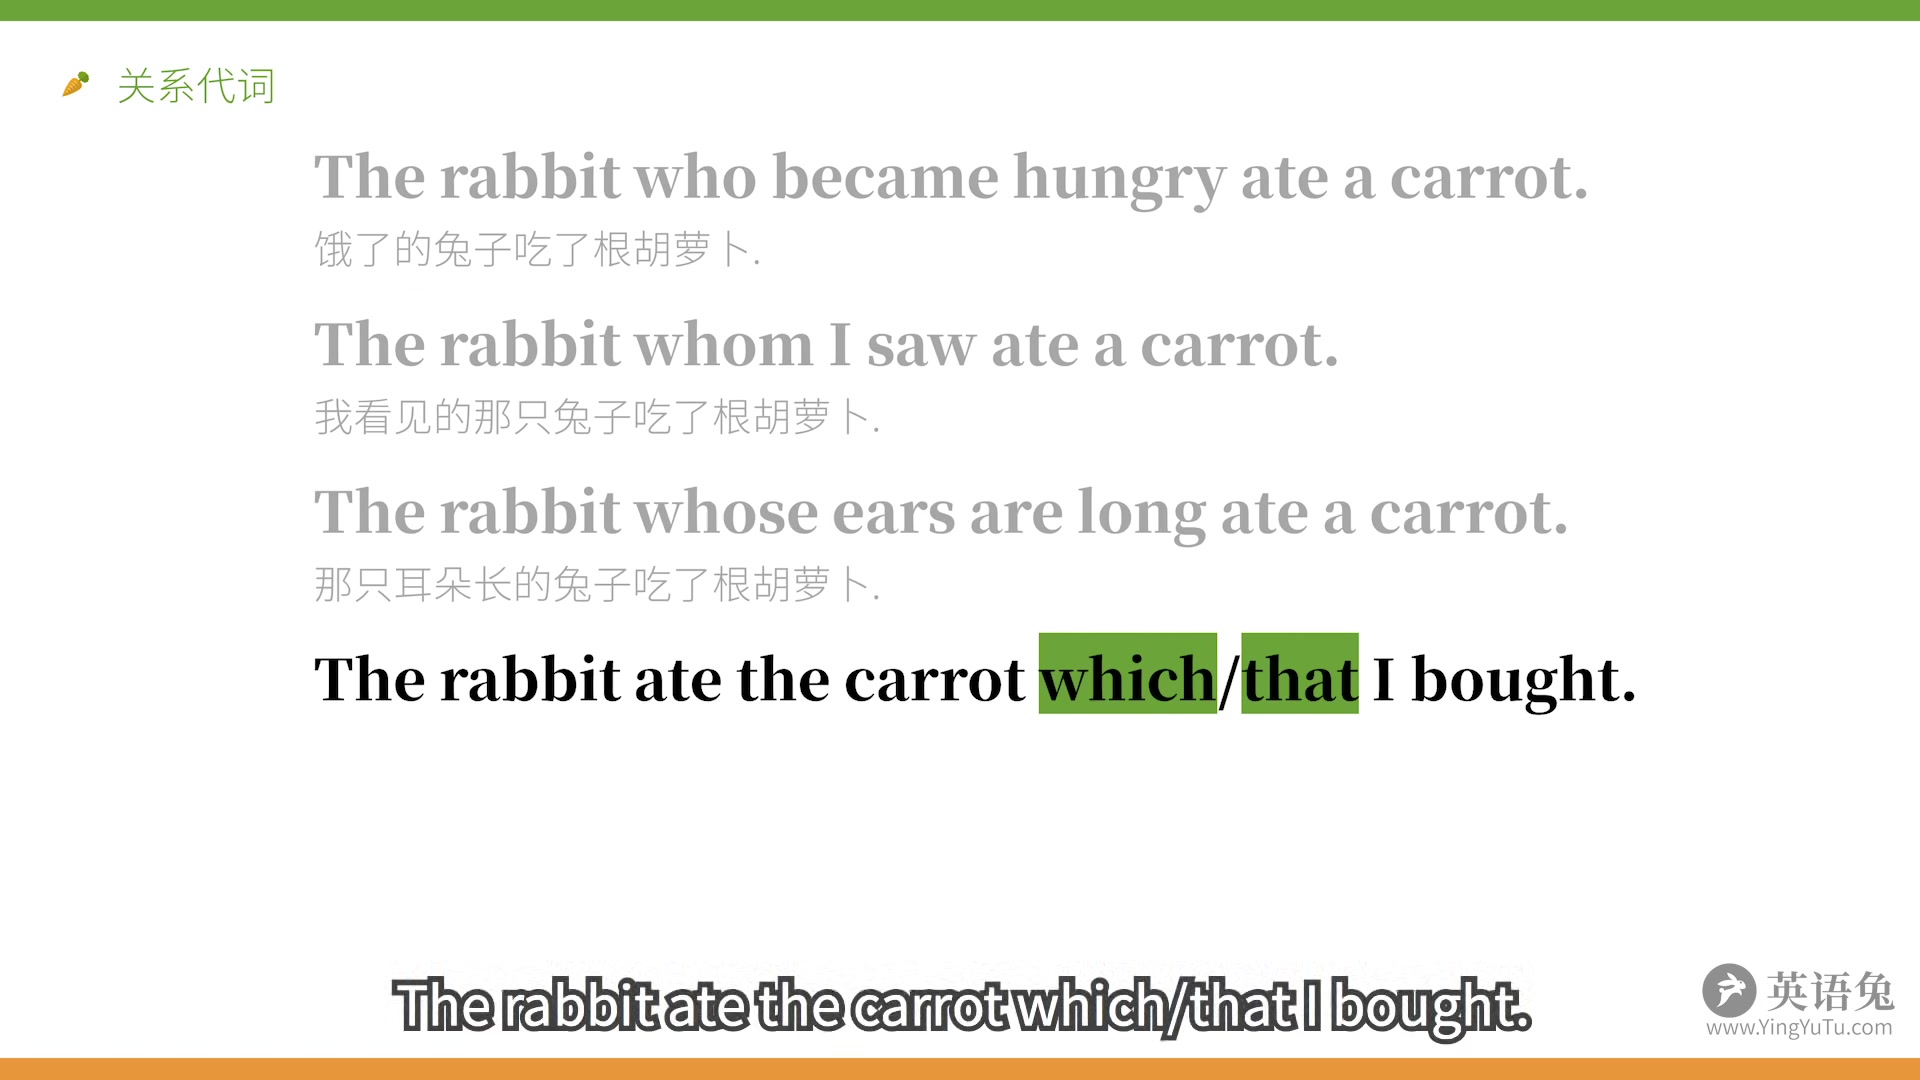 关系代词
The rabbit who became hungry ate a carrot.
饿了的兔子吃了根胡萝卜.
The rabbit whom I saw ate a carrot.
我看见的那只兔子吃了根胡萝卜.
The rabbit whose ears are long ate a carrot.
那只耳朵长的兔子吃了根胡萝卜.
The rabbit ate the carrot which/that I bought.
The rabbit ate the carrot which/that I bought.
英语兔
www.YingYuTu.com